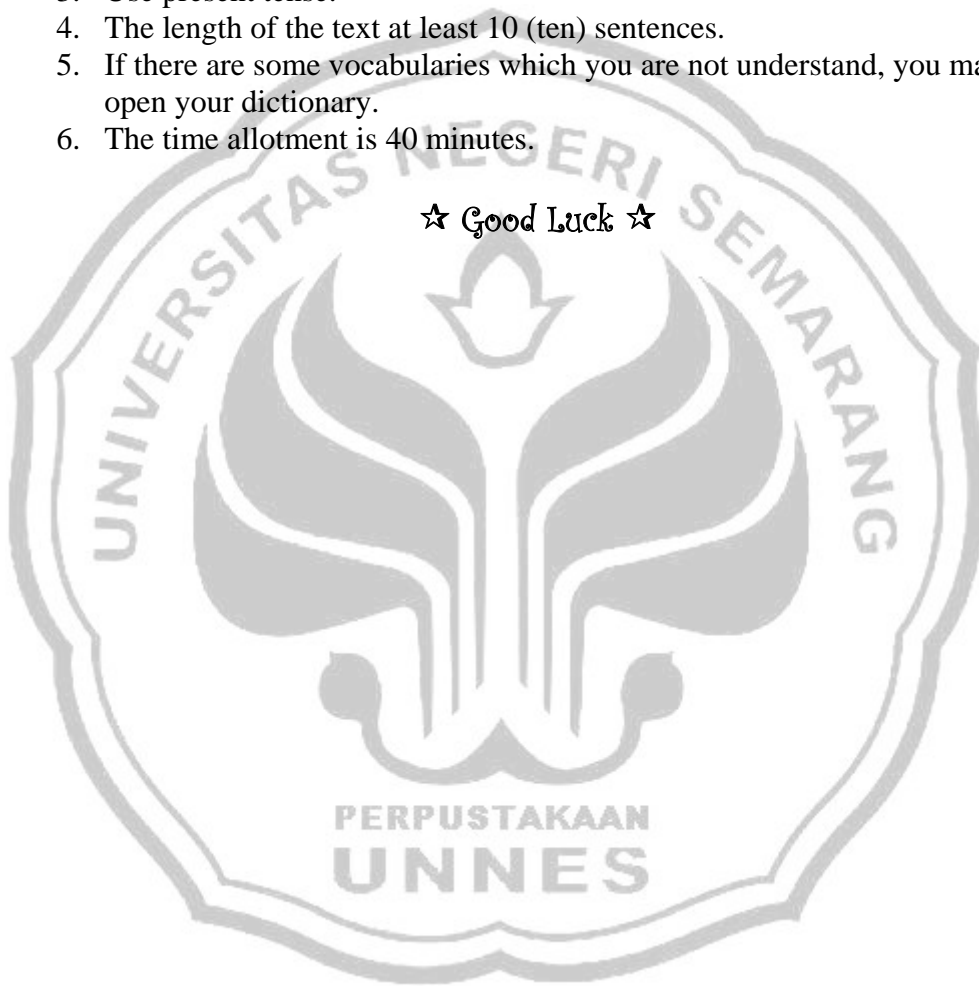 3. Use present tense.
4. The length of the text at least 10 (ten) sentences.
5. If there are some vocabularies which you are not understand, you ma
open your dictionary.
6. The time allotment is 40 minutes.
☆ Good Luck ☆
UNIVERSITAS NEGERI SEMARANG
PERPUSTAKAAN
UNNES